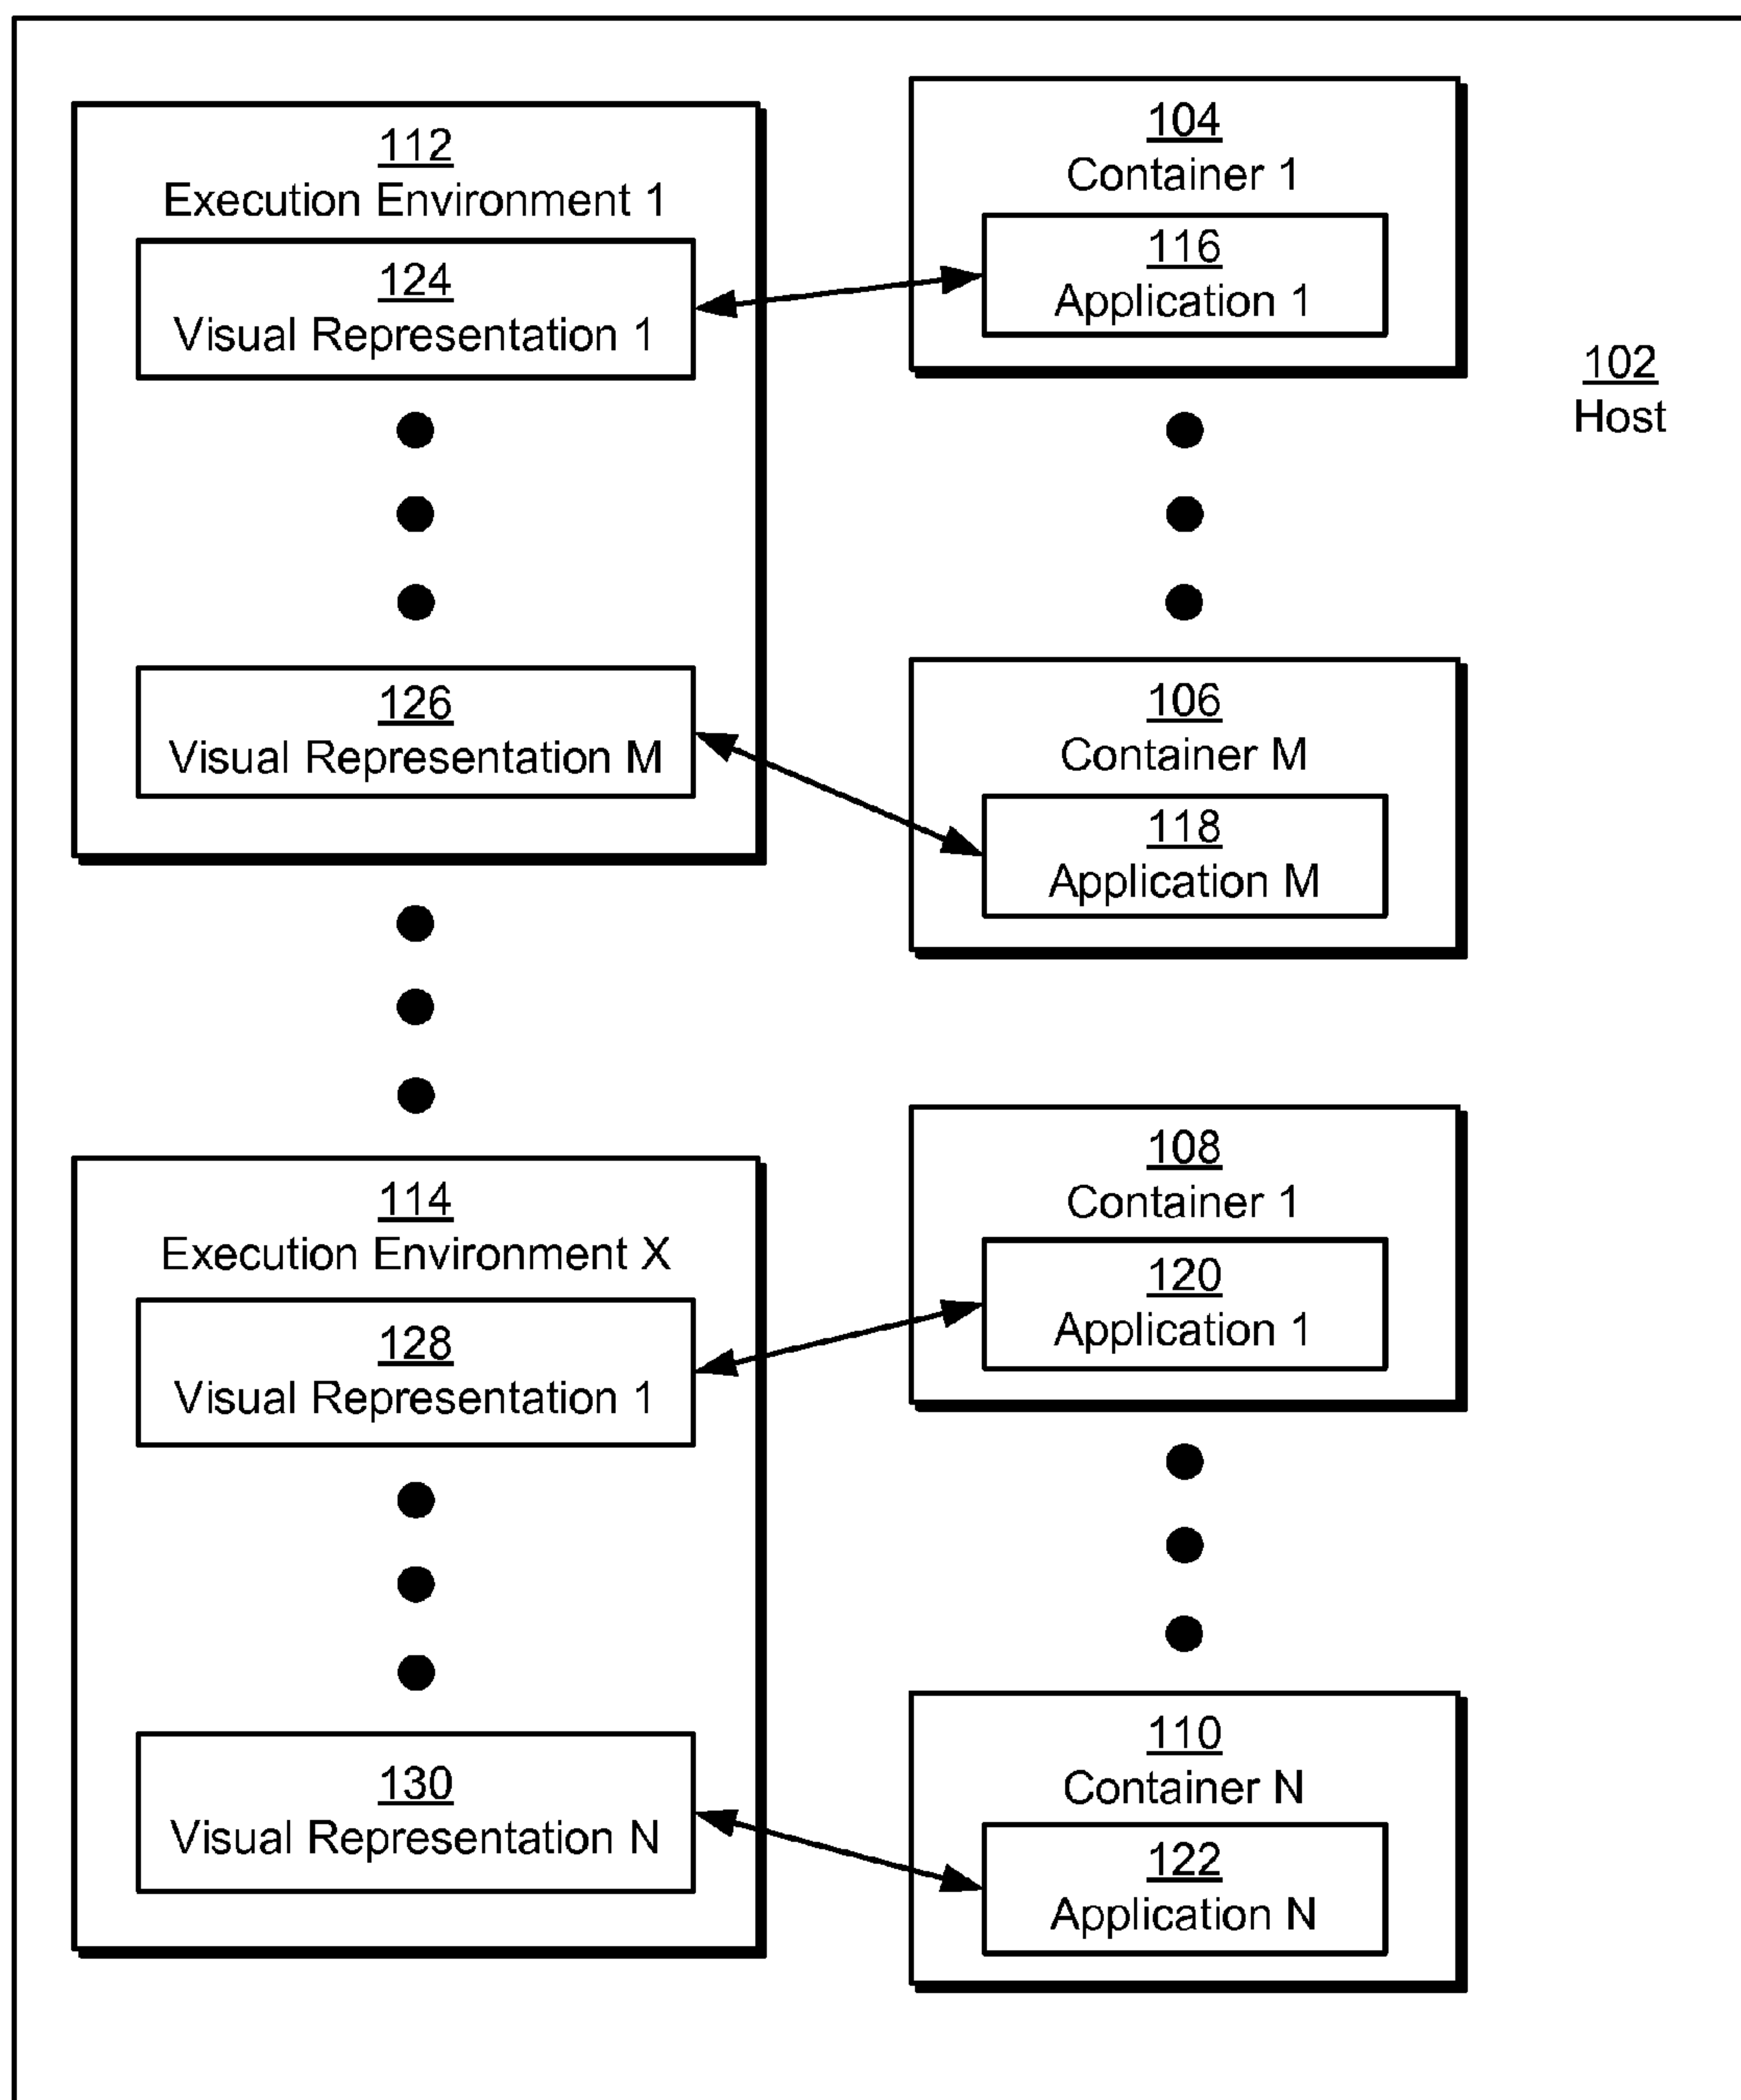 112
Execution Environment 1
124
Visual Representation 1
126
Visual Representation M
104
Container 1
116
Application 1
102
Host
106
Container M
118
Application M
114
Execution Environment X
128
Visual Representation 1
130
Visual Representation N
108
Container 1
120
Application 1
110
Container N
122
Application N